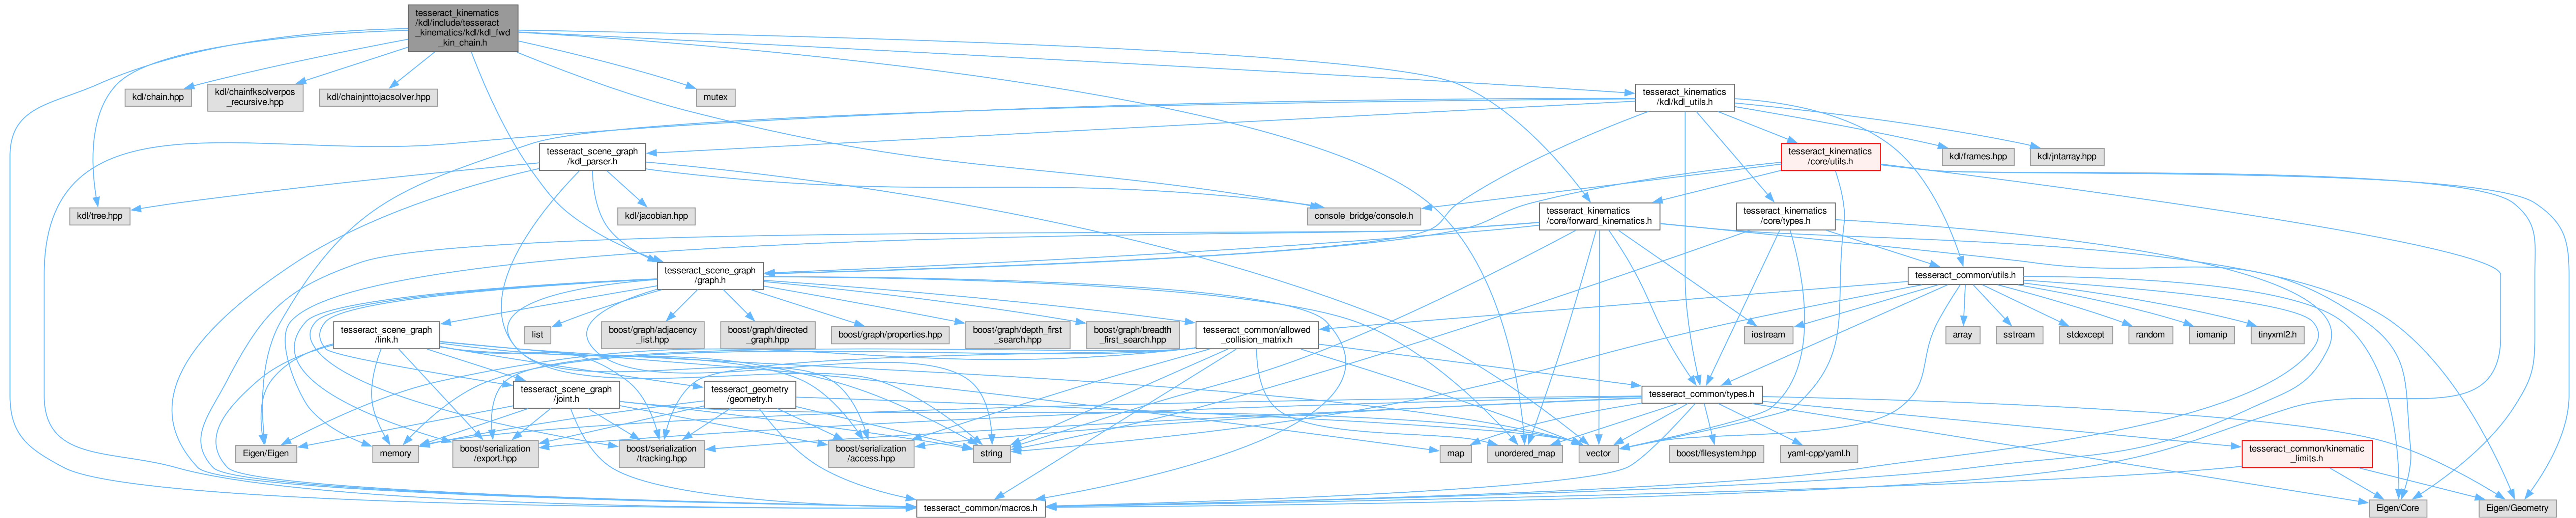 tesseract_kinematics
/kdl/include/tesseract
_kinematics/kdl/kdl_fwd
_kin_chain.h
kdl/chain.hpp
kdl/chainfksolverpos
_recursive.hpp
kdl/chainjnttojacsolver.hpp
mutex
tesseract_kinematics
/kdl/kdl_utils.h
tesseract_scene_graph
/kdl_parser.h
tesseract_kinematics
/core/utils.h
kdl/frames.hpp
kdl/jntarray.hpp
kdl/tree.hpp
kdl/jacobian.hpp
console_bridge/console.h
tesseract_kinematics
/core/forward_kinematics.h
tesseract_kinematics
/core/types.h
tesseract_scene_graph
/graph.h
tesseract_common/utils.h
tesseract_scene_graph
/link.h
list
boost/graph/adjacency
_list.hpp
boost/graph/directed
_graph.hpp
boost/graph/properties.hpp
boost/graph/depth_first
_search.hpp
boost/graph/breadth
_first_search.hpp
tesseract_common/allowed
_collision_matrix.h
iostream
array
sstream
stdexcept
random
iomanip
tinyxml2.h
tesseract_scene_graph
/joint.h
tesseract_geometry
/geometry.h
tesseract_common/types.h
Eigen/Eigen
memory
boost/serialization
/export.hpp
boost/serialization
/tracking.hpp
boost/serialization
/access.hpp
string
map
unordered_map
vector
boost/filesystem.hpp
yaml-cpp/yaml.h
tesseract_common/kinematic
_limits.h
tesseract_common/macros.h
Eigen/Core
Eigen/Geometry